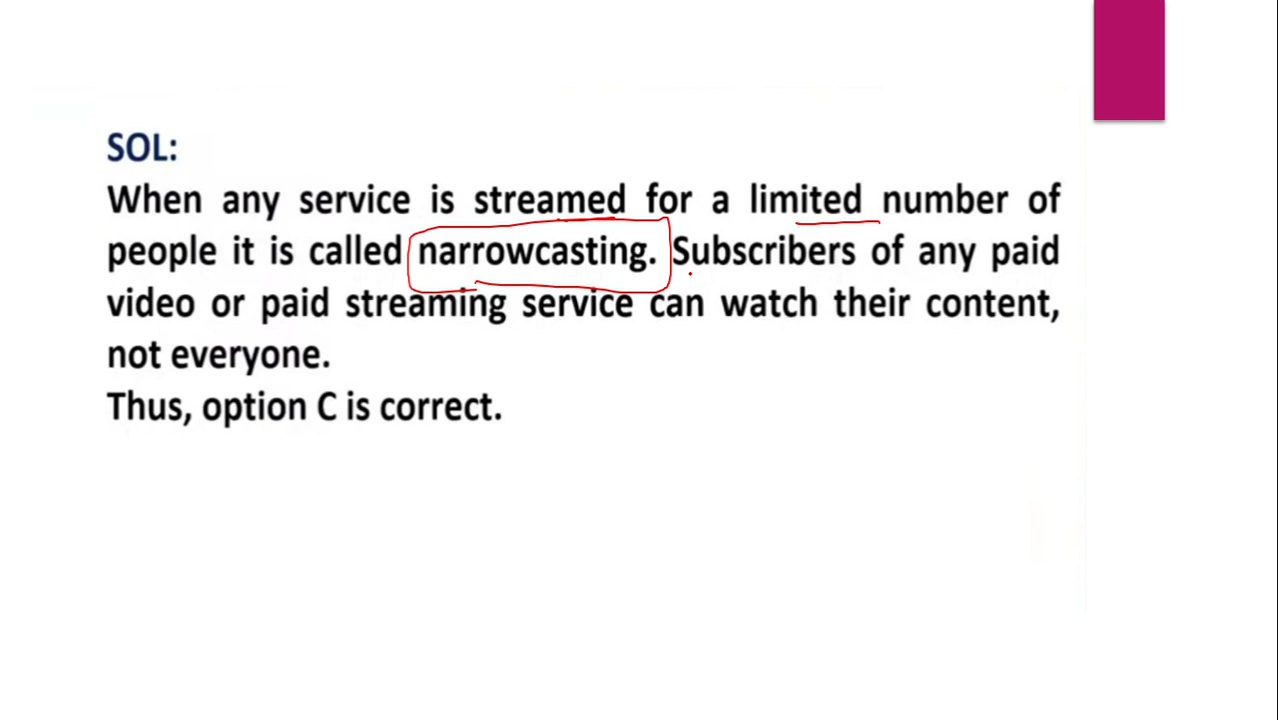 SOL:
When any service is streamed for a limited number of
people it is called narrowcasting. Subscribers of any paid
video or paid streaming service can watch their content,
not everyone.
Thus, option C is correct.